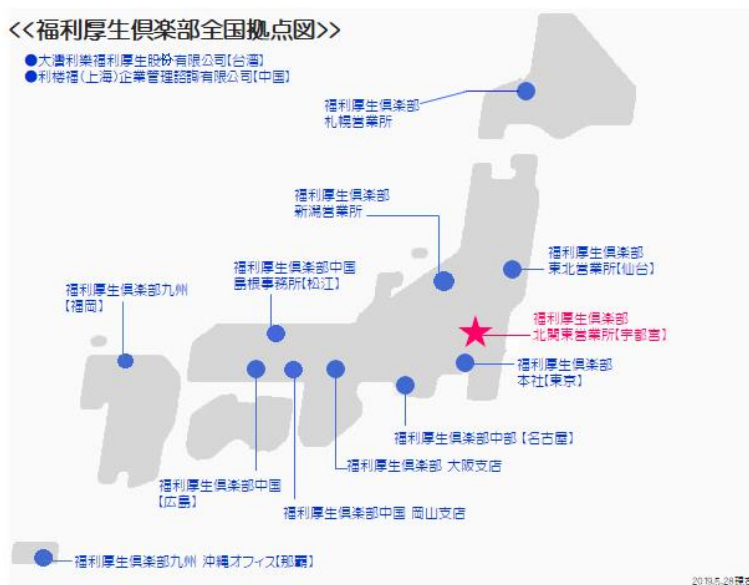 <<福利厚生倶楽部全国拠点図>>
●大濤利樂福利厚生股份有限公司【台湾】
●利楼福(上海)企業管理諮詢有限公司【中国】
福利厚生倶楽部
札幌営業所
福利厚生倶楽部
新潟営業所
福利厚生倶楽部
東北営業所【仙台】
福利厚生倶楽部中国
島根事務所【松江】
福利厚生倶楽部九州
【福岡】
福利厚生倶楽部
北関東営業所【宇都宮】
福利厚生倶楽部
本社【東京】
福利厚生倶楽部中部【名古屋】
福利厚生倶楽部 大阪支店
福利厚生倶楽部中国
【広島】
福利厚生倶楽部中国 岡山支店
福利厚生倶楽部九州 沖縄オフィス【那覇】
2019.5.28現在